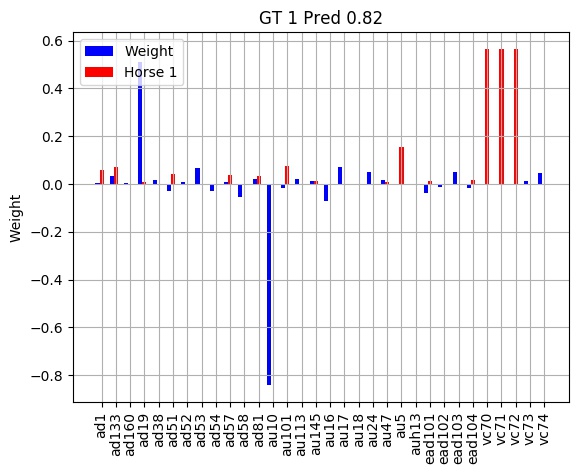 GT 1 Pred 0.82
Weight
Horse 1
Weight
0.6
0.4
0.2
0.0
−0.2
−0.4
−0.6
−0.8
ad1
ad133
ad160
ad19
ad38
ad51
ad52
ad53
ad54
ad57
ad58
ad81
au10
au101
au113
au145
au16
au17
au18
au24
au47
au5
auh13
ead101
ead102
ead103
ead104
vc70
vc71
vc72
vc73
vc74